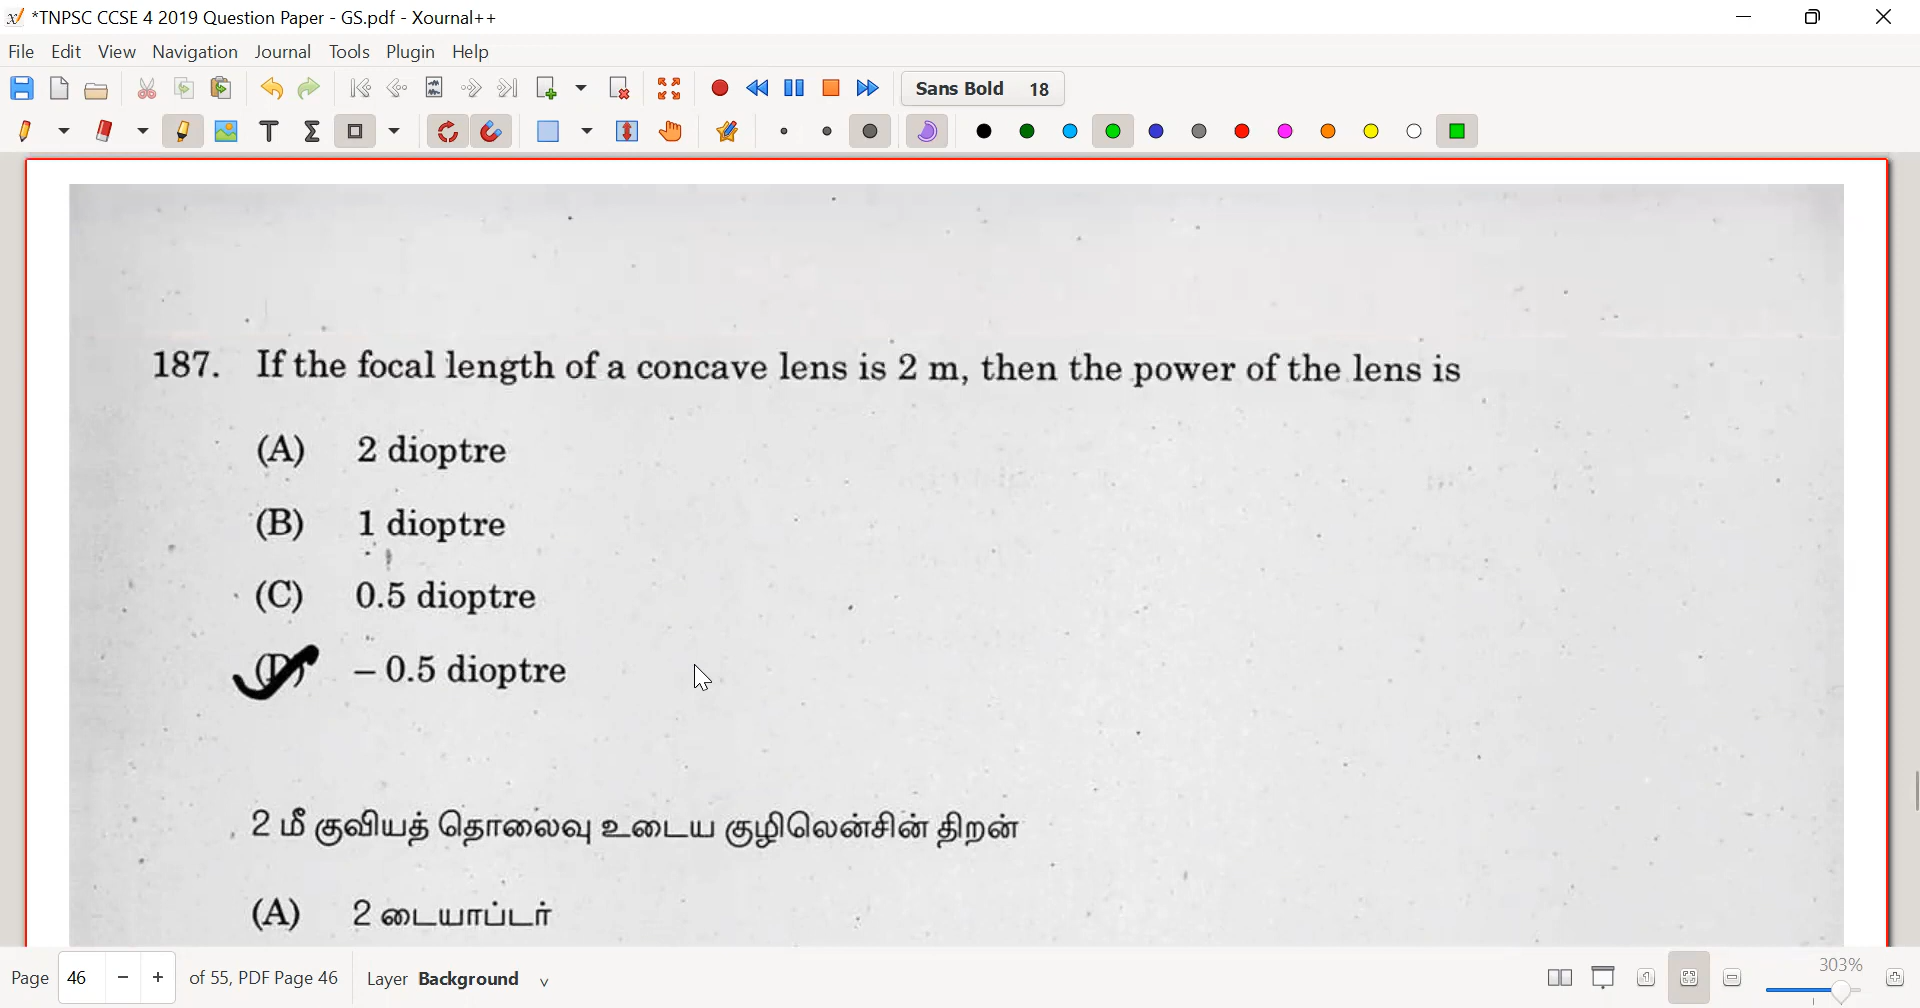 *TNPSC CCSE 4 2019 Question Paper - GS.pdf - Xournal++
File Edit View Navigation Journal Tools Plugin Help
Sans Bold 18
187. If the focal length of a concave lens is 2 m, then the power of the lens is
(A) 2 dioptre
(B) 1 dioptre
(C) 0.5 dioptre
(D) – 0.5 dioptre
2 மீ குவியத் தொலைவு உடைய குழிலென்சின் திறன்
(A) 2 டையாப்டர்
Page 46 − + of 55, PDF Page 46 Layer Background 303%